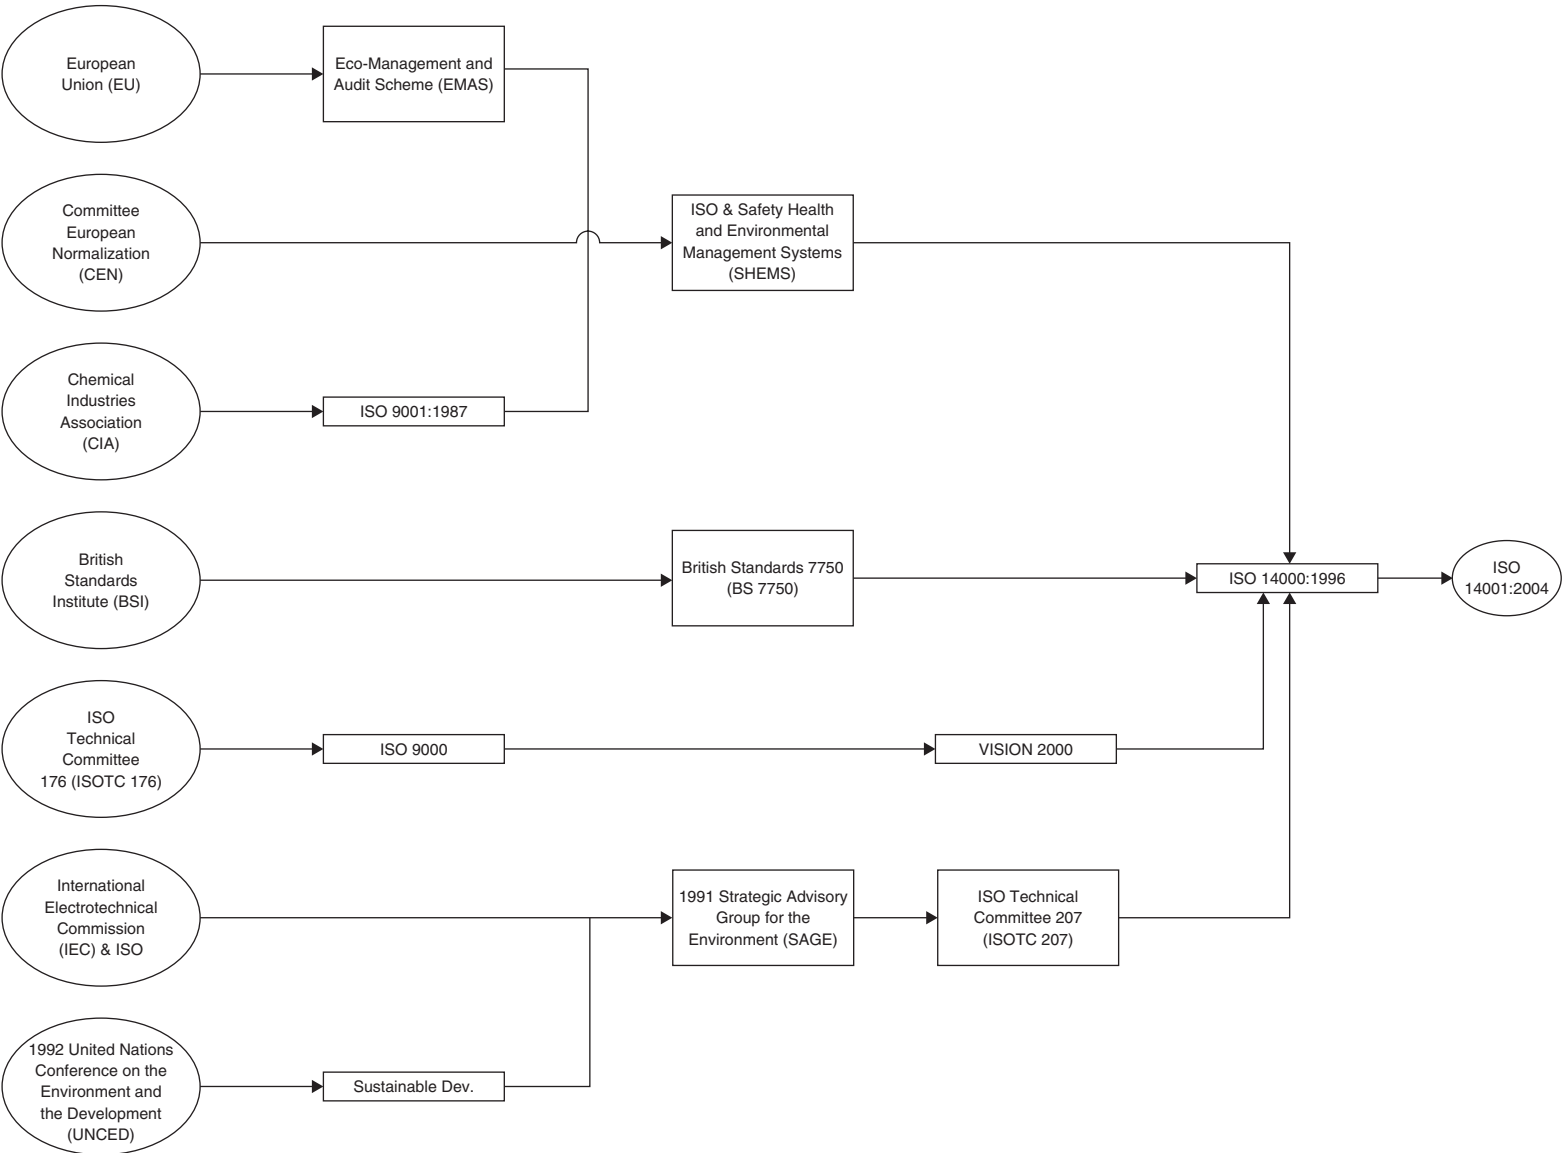 European
Union (EU)
Eco-Management and
Audit Scheme (EMAS)
Committee
European
Normalization
(CEN)
ISO & Safety Health
and Environmental
Management Systems
(SHEMS)
Chemical
Industries
Association
(CIA)
ISO 9001:1987
British
Standards
Institute (BSI)
British Standards 7750
(BS 7750)
ISO 14000:1996
ISO
14001:2004
ISO
Technical
Committee
176 (ISOTC 176)
ISO 9000
VISION 2000
International
Electrotechnical
Commission
(IEC) & ISO
1991 Strategic Advisory
Group for the
Environment (SAGE)
ISO Technical
Committee 207
(ISOTC 207)
1992 United Nations
Conference on the
Environment and
the Development
(UNCED)
Sustainable Dev.